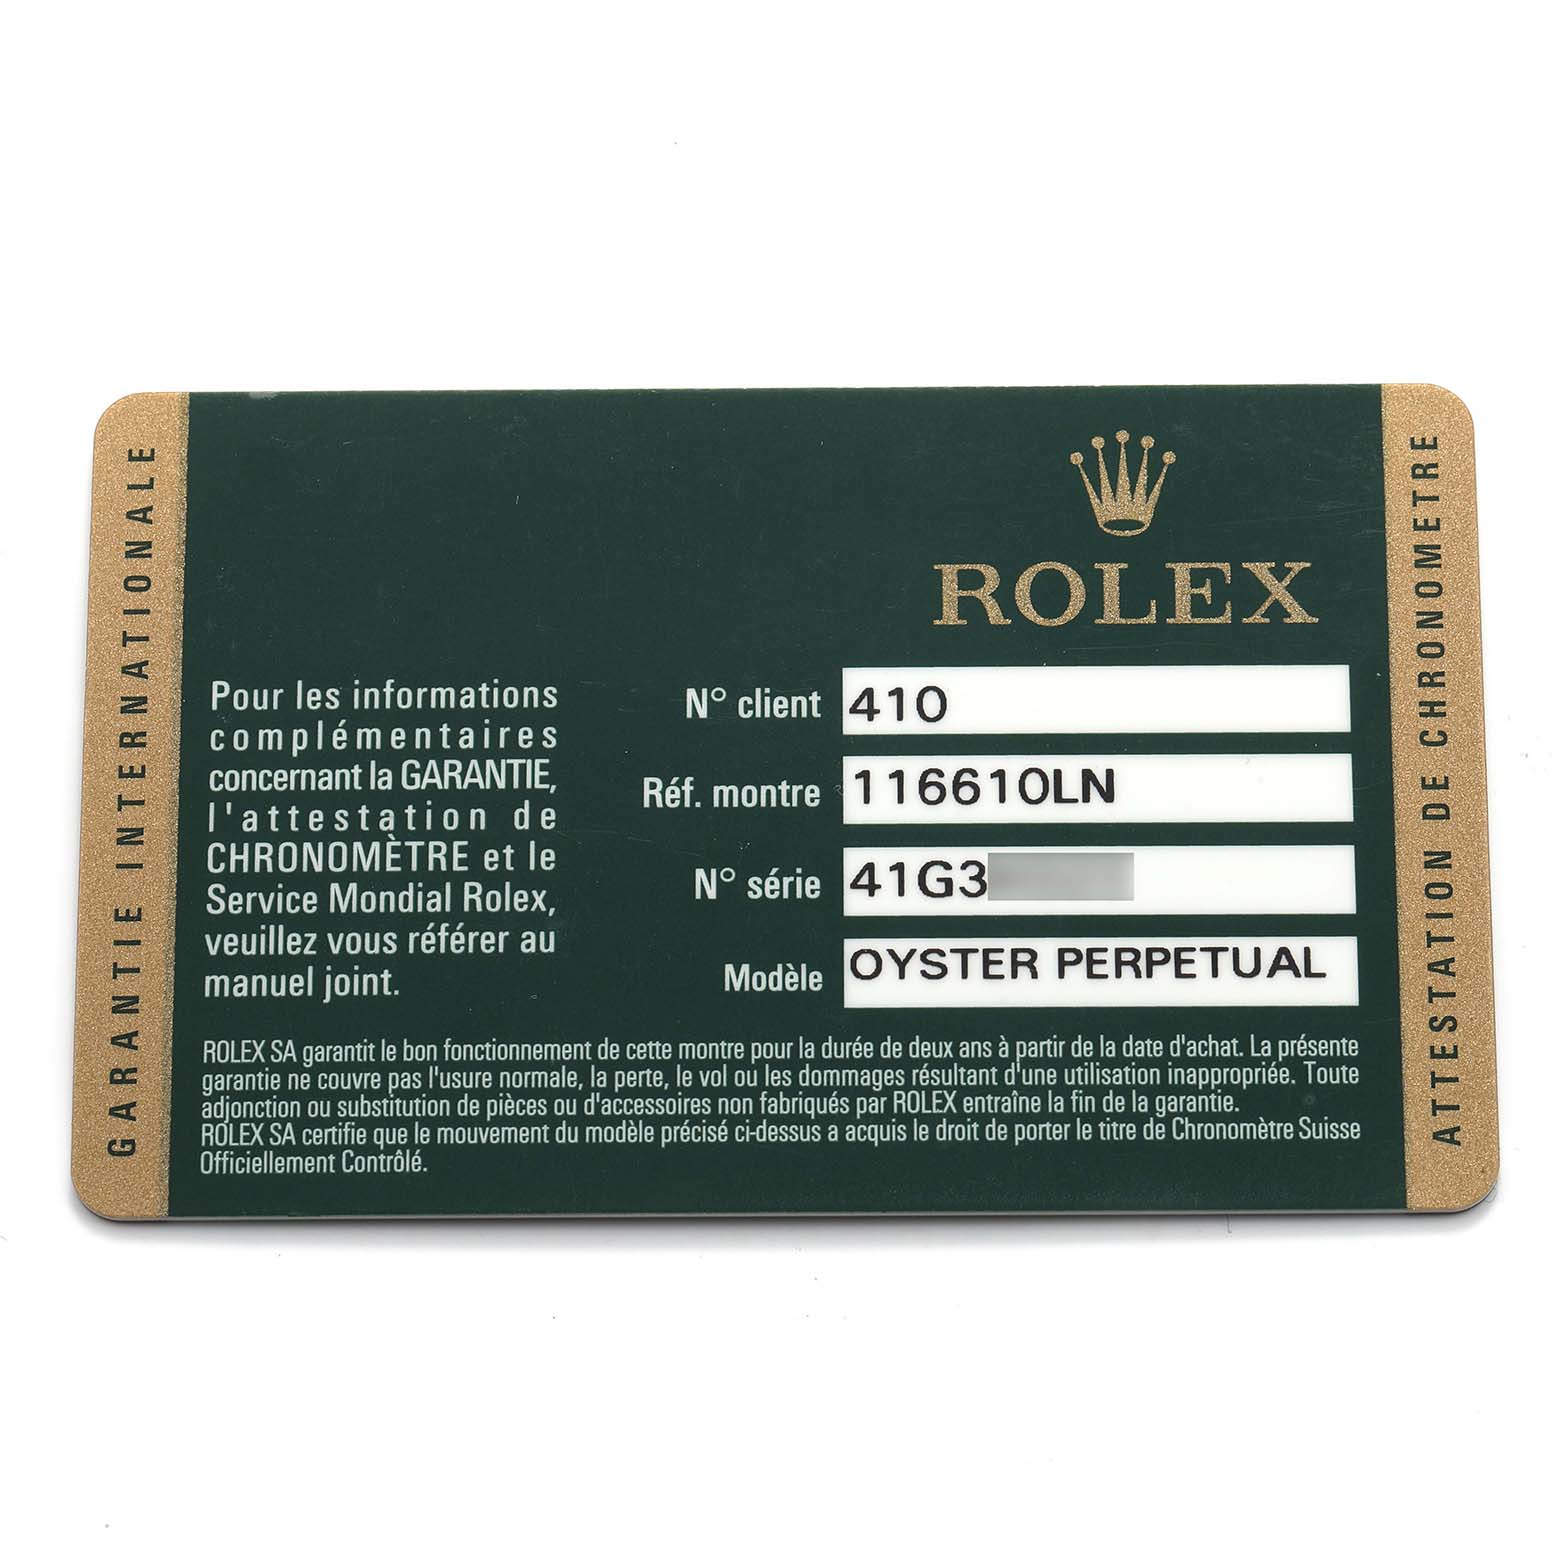 GARANTIE INTERNATIONALE
ROLEX
Pour les informations
complémentaires
concernant la GARANTIE,
l'attestation de
CHRONOMÈTRE et le
Service Mondial Rolex,
veuillez vous référer au
manuel joint.
N° client 410
Réf. montre 116610LN
N° série 41G3
Modèle OYSTER PERPETUAL
ROLEX SA garantit le bon fonctionnement de cette montre pour la durée de deux ans à partir de la date d'achat. La présente
garantie ne couvre pas l'usure normale, la perte, le vol ou les dommages résultant d'une utilisation inappropriée. Toute
adjonction ou substitution de pièces ou d'accessoires non fabriqués par ROLEX entraîne la fin de la garantie.
ROLEX SA certifie que le mouvement du modèle précisé ci-dessus a acquis le droit de porter le titre de Chronomètre Suisse
Officiellement Contrôlé.
ATTESTATION DE CHRONOMETRE